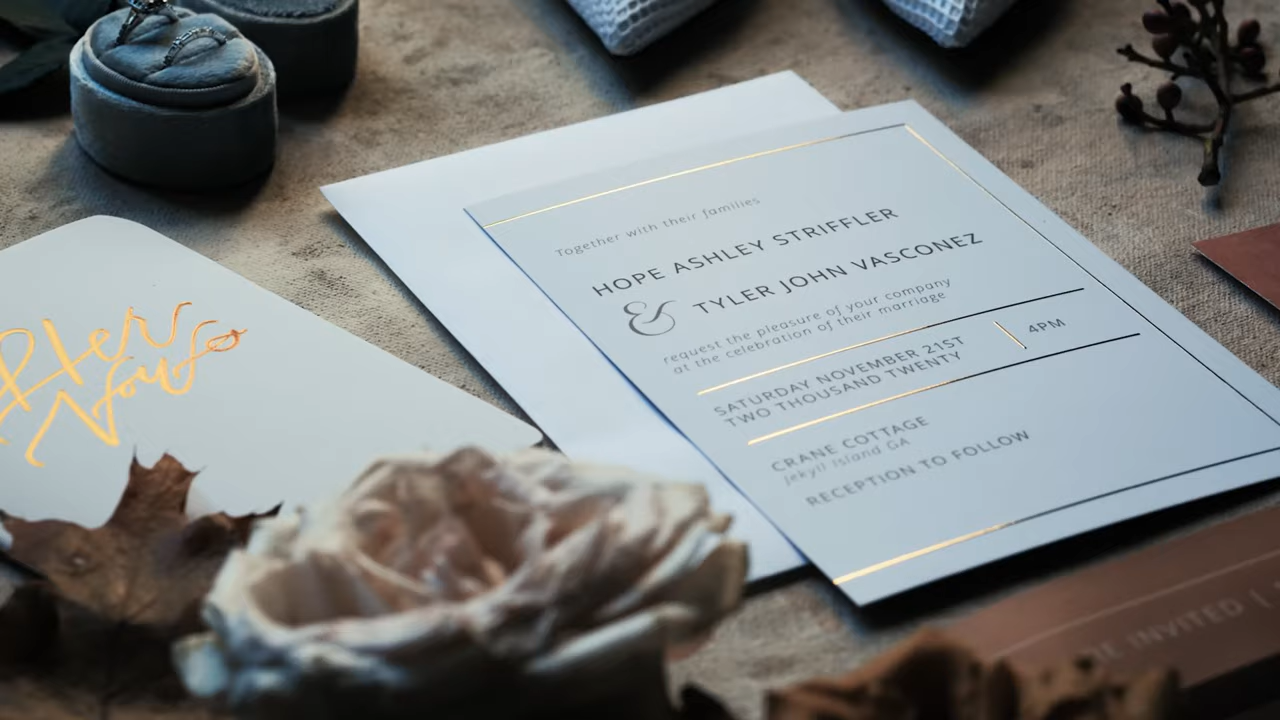 Together with their families
HOPE ASHLEY STRIFFLER
& TYLER JOHN VASCONEZ
request the pleasure of your company
at the celebration of their marriage
SATURDAY NOVEMBER 21ST
TWO THOUSAND TWENTY
4PM
CRANE COTTAGE
Jekyll Island GA
RECEPTION TO FOLLOW
INVITED (